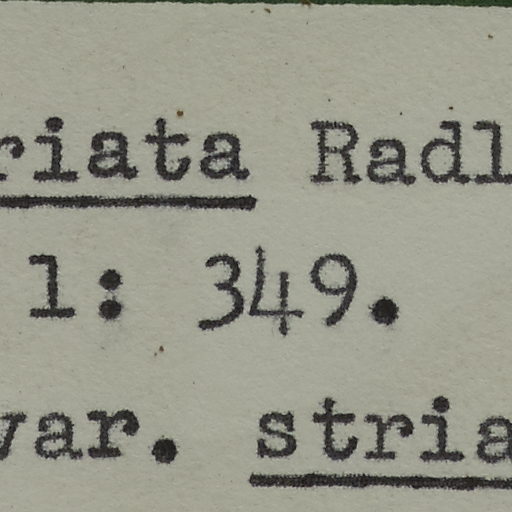 riata Radl
1: 349.
var. stria